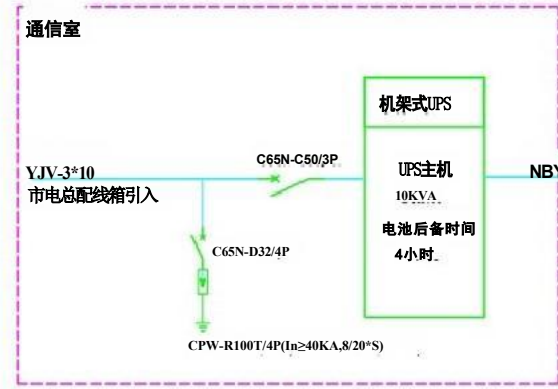 通信室
机架式UPS
C65N-C50/3P
YJV-3*10
市电总配线箱引入
UPS主机
10KVA
电池后备时间
4小时
NBY
C65N-D32/4P
CPW-R100T/4P(In≥40KA,8/20*S)